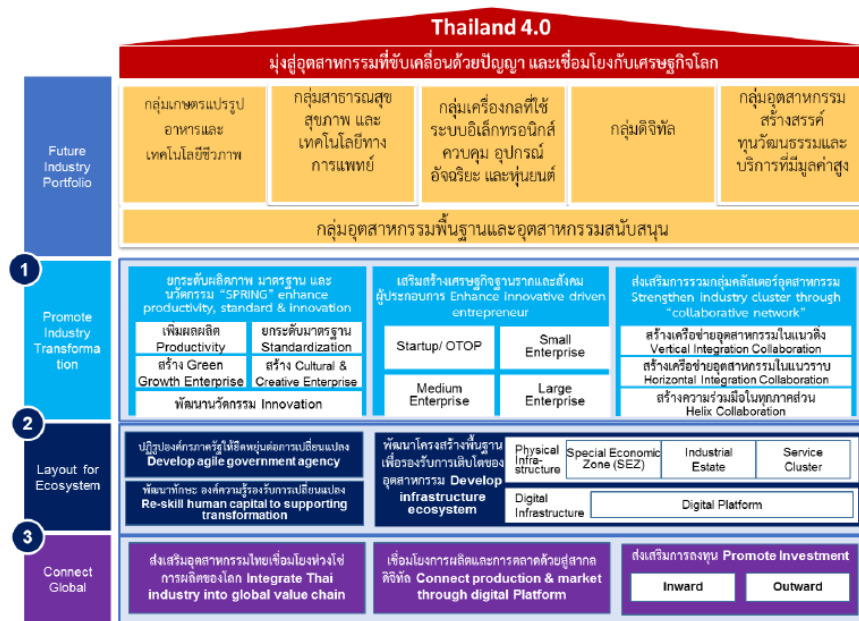 Thailand 4.0
มุ่งสู่อุตสาหกรรมที่ขับเคลื่อนด้วยปัญญา และเชื่อมโยงกับเศรษฐกิจโลก
Future
Industry
Portfolio
กลุ่มเกษตรแปรรูป
อาหารและ
เทคโนโลยีชีวภาพ
กลุ่มสาธารณสุข
สุขภาพ และ
เทคโนโลยีทาง
การแพทย์
กลุ่มเครื่องกลที่ใช้
ระบบอิเล็กทรอนิกส์
ควบคุม อุปกรณ์
อัจฉริยะ และหุ่นยนต์
กลุ่มดิจิทัล
กลุ่มอุตสาหกรรม
สร้างสรรค์
ทุนวัฒนธรรมและ
บริการที่มีมูลค่าสูง
กลุ่มอุตสาหกรรมพื้นฐานและอุตสาหกรรมสนับสนุน
1
Promote
Industry
Transforma
tion
ยกระดับผลิตภาพ มาตรฐาน และ
นวัตกรรม "SPRING" enhance
productivity, standard & innovation
เพิ่มผลผลิต
Productivity
ยกระดับมาตรฐาน
Standardization
สร้าง Green
Growth Enterprise
สร้าง Cultural &
Creative Enterprise
พัฒนานวัตกรรม Innovation
เสริมสร้างเศรษฐกิจฐานรากและสังคม
ผู้ประกอบการ Enhance innovative driven
entrepreneur
Startup/ OTOP
Small
Enterprise
Medium
Enterprise
Large
Enterprise
ส่งเสริมการรวมกลุ่มคลัสเตอร์อุตสาหกรรม
Strengthen industry cluster through
"collaborative network"
สร้างเครือข่ายอุตสาหกรรมในแนวดิ่ง
Vertical Integration Collaboration
สร้างเครือข่ายอุตสาหกรรมในแนวราบ
Horizontal Integration Collaboration
สร้างความร่วมมือในทุกภาคส่วน
Helix Collaboration
2
Layout for
Ecosystem
ปฏิรูปองค์กรภาครัฐให้ยืดหยุ่นต่อการเปลี่ยนแปลง
Develop agile government agency
พัฒนาทักษะ องค์ความรู้รองรับการเปลี่ยนแปลง
Re-skill human capital to supporting
transformation
พัฒนาโครงสร้างพื้นฐาน
เพื่อรองรับการเติบโตของ
อุตสาหกรรม Develop
infrastructure
ecosystem
Physical
Infra-
structure
Special Economic
Zone (SEZ)
Industrial
Estate
Service
Cluster
Digital
Infrastructure
Digital Platform
3
Connect
Global
ส่งเสริมอุตสาหกรรมไทยเชื่อมโยงห่วงโซ่
การผลิตของโลก Integrate Thai
industry into global value chain
เชื่อมโยงการผลิตและการตลาดด้วยสู่สากล
ดิจิทัล Connect production & market
through digital Platform
ส่งเสริมการลงทุน Promote Investment
Inward
Outward